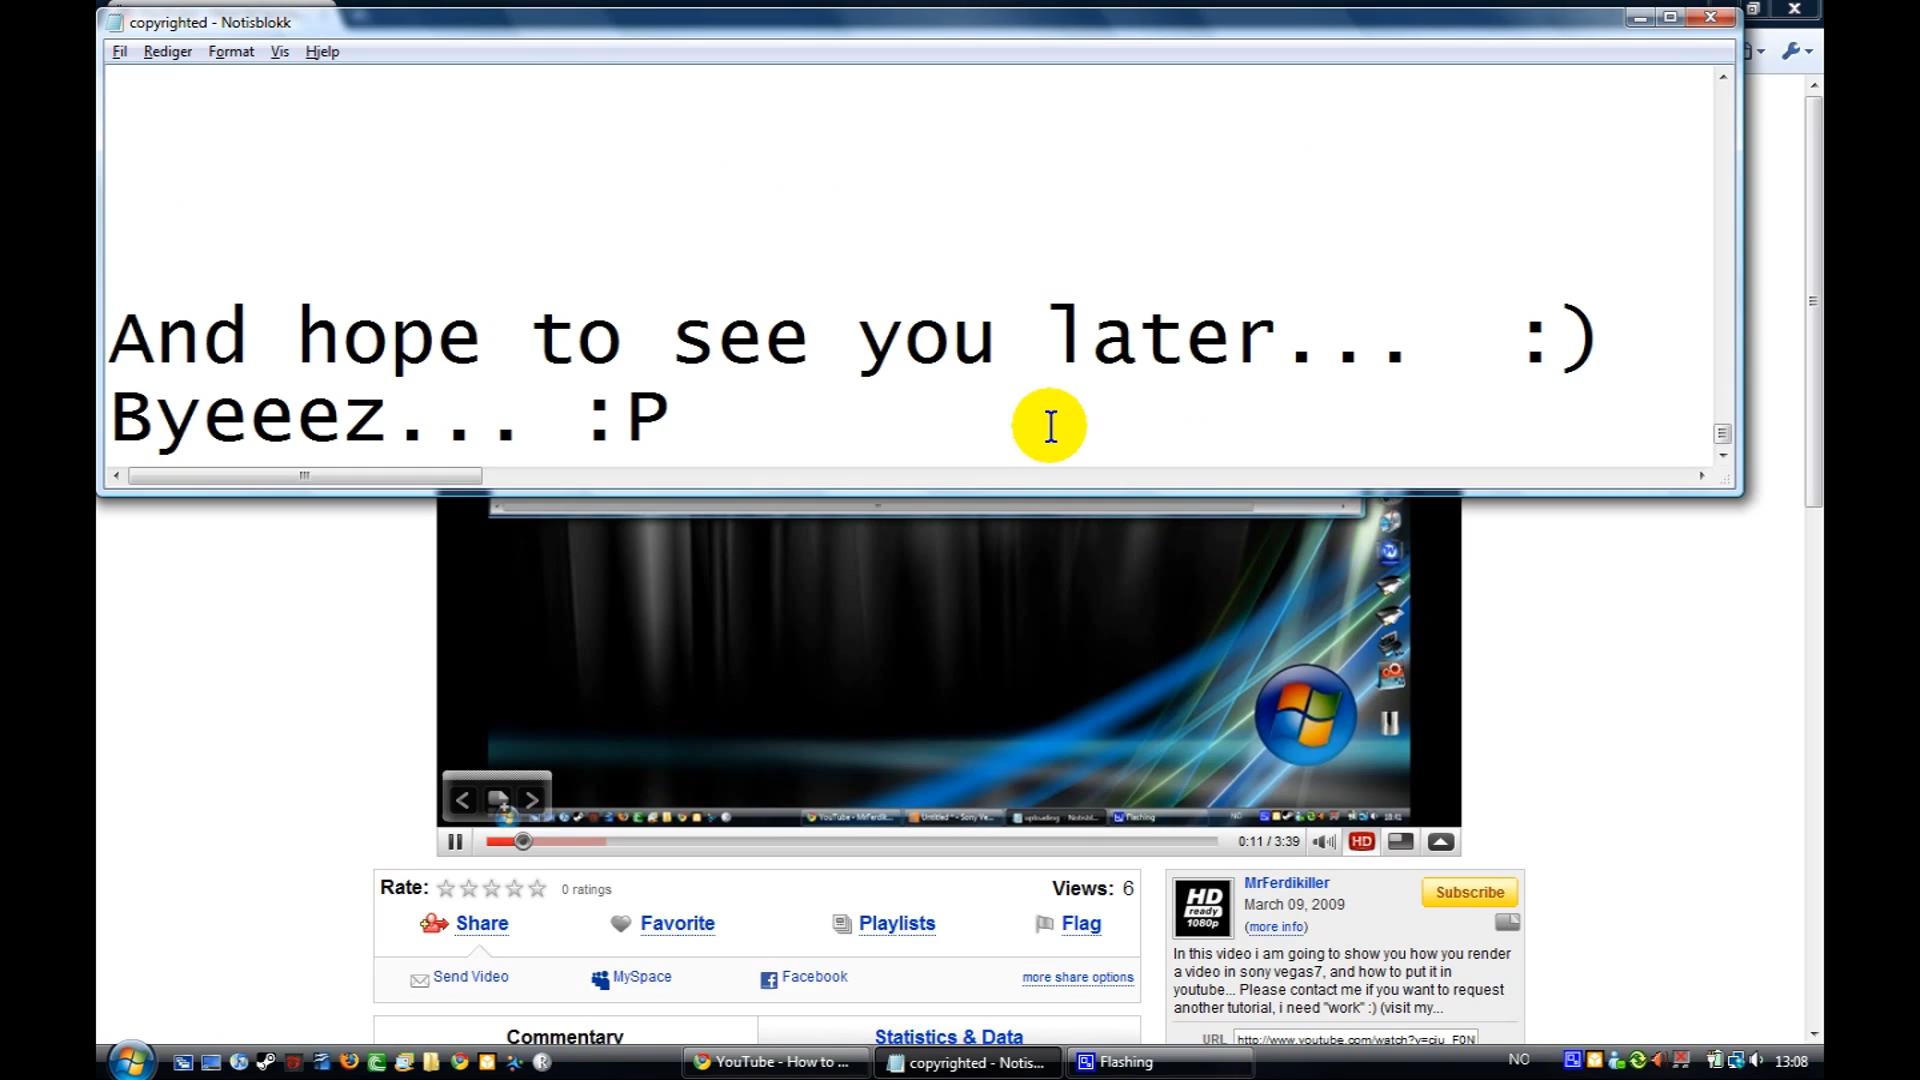 copyrighted - Notisblokk
Fil Rediger Format Vis Hjelp
And hope to see you later... :)
Byeeez... :P
0:11 / 3:39 HD
Rate: 0 ratings Views: 6
Share Favorite Playlists Flag
Send Video MySpace Facebook more share options
Commentary Statistics & Data
HD ready 1080p
MrFerdikiller
March 09, 2009
(more info)
Subscribe
In this video i am going to show you how you render
a video in sony vegas7, and how to put it in
youtube... Please contact me if you want to request
another tutorial, i need "work" :) (visit my...
URL
YouTube - How to ... copyrighted - Notis... Flashing NO 13:08